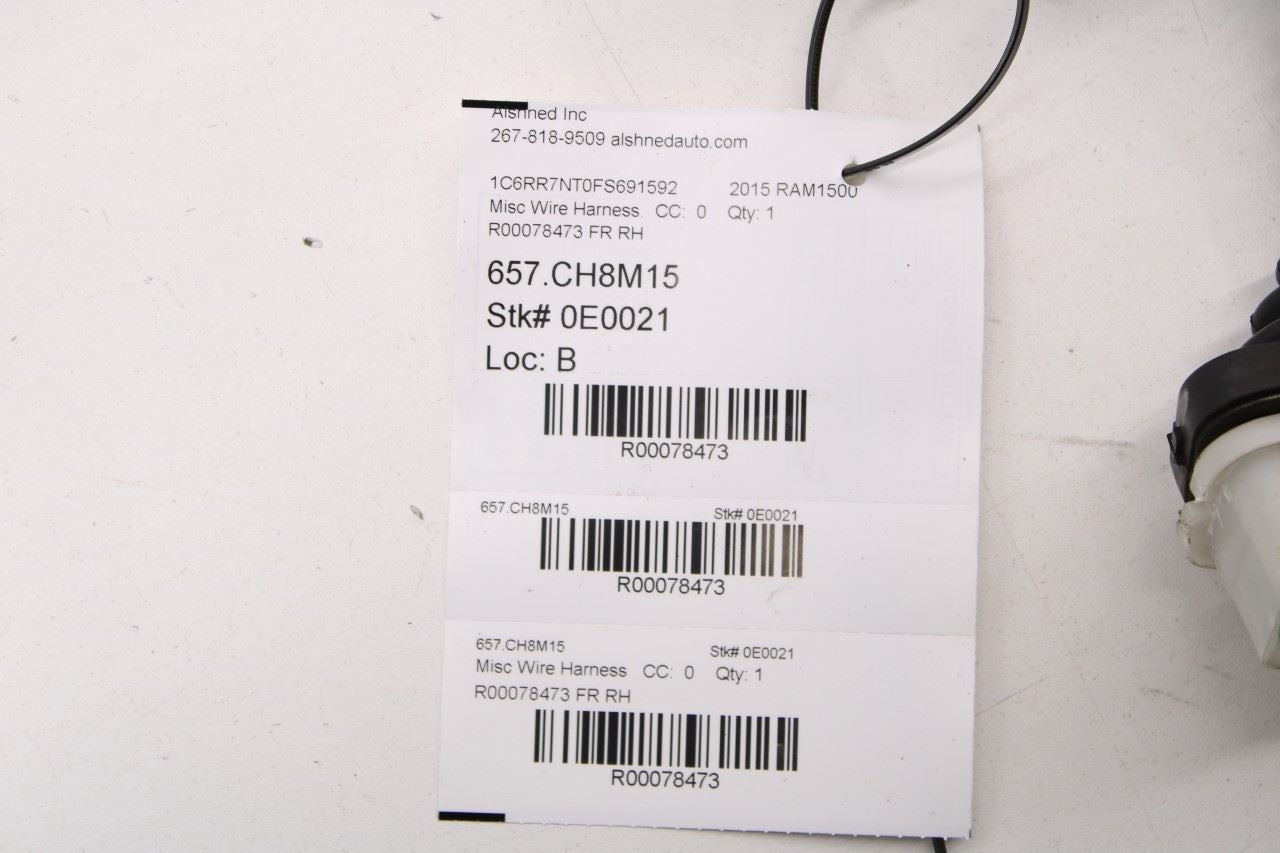 Alshned Inc
267-818-9509 alshnedauto.com
1C6RR7NT0FS691592 2015 RAM1500
Misc Wire Harness CC: 0 Qty: 1
R00078473 FR RH
657.CH8M15
Stk# 0E0021
Loc: B
R00078473
657.CH8M15 Stk# 0E0021
R00078473
657.CH8M15 Stk# 0E0021
Misc Wire Harness CC: 0 Qty: 1
R00078473 FR RH
R00078473